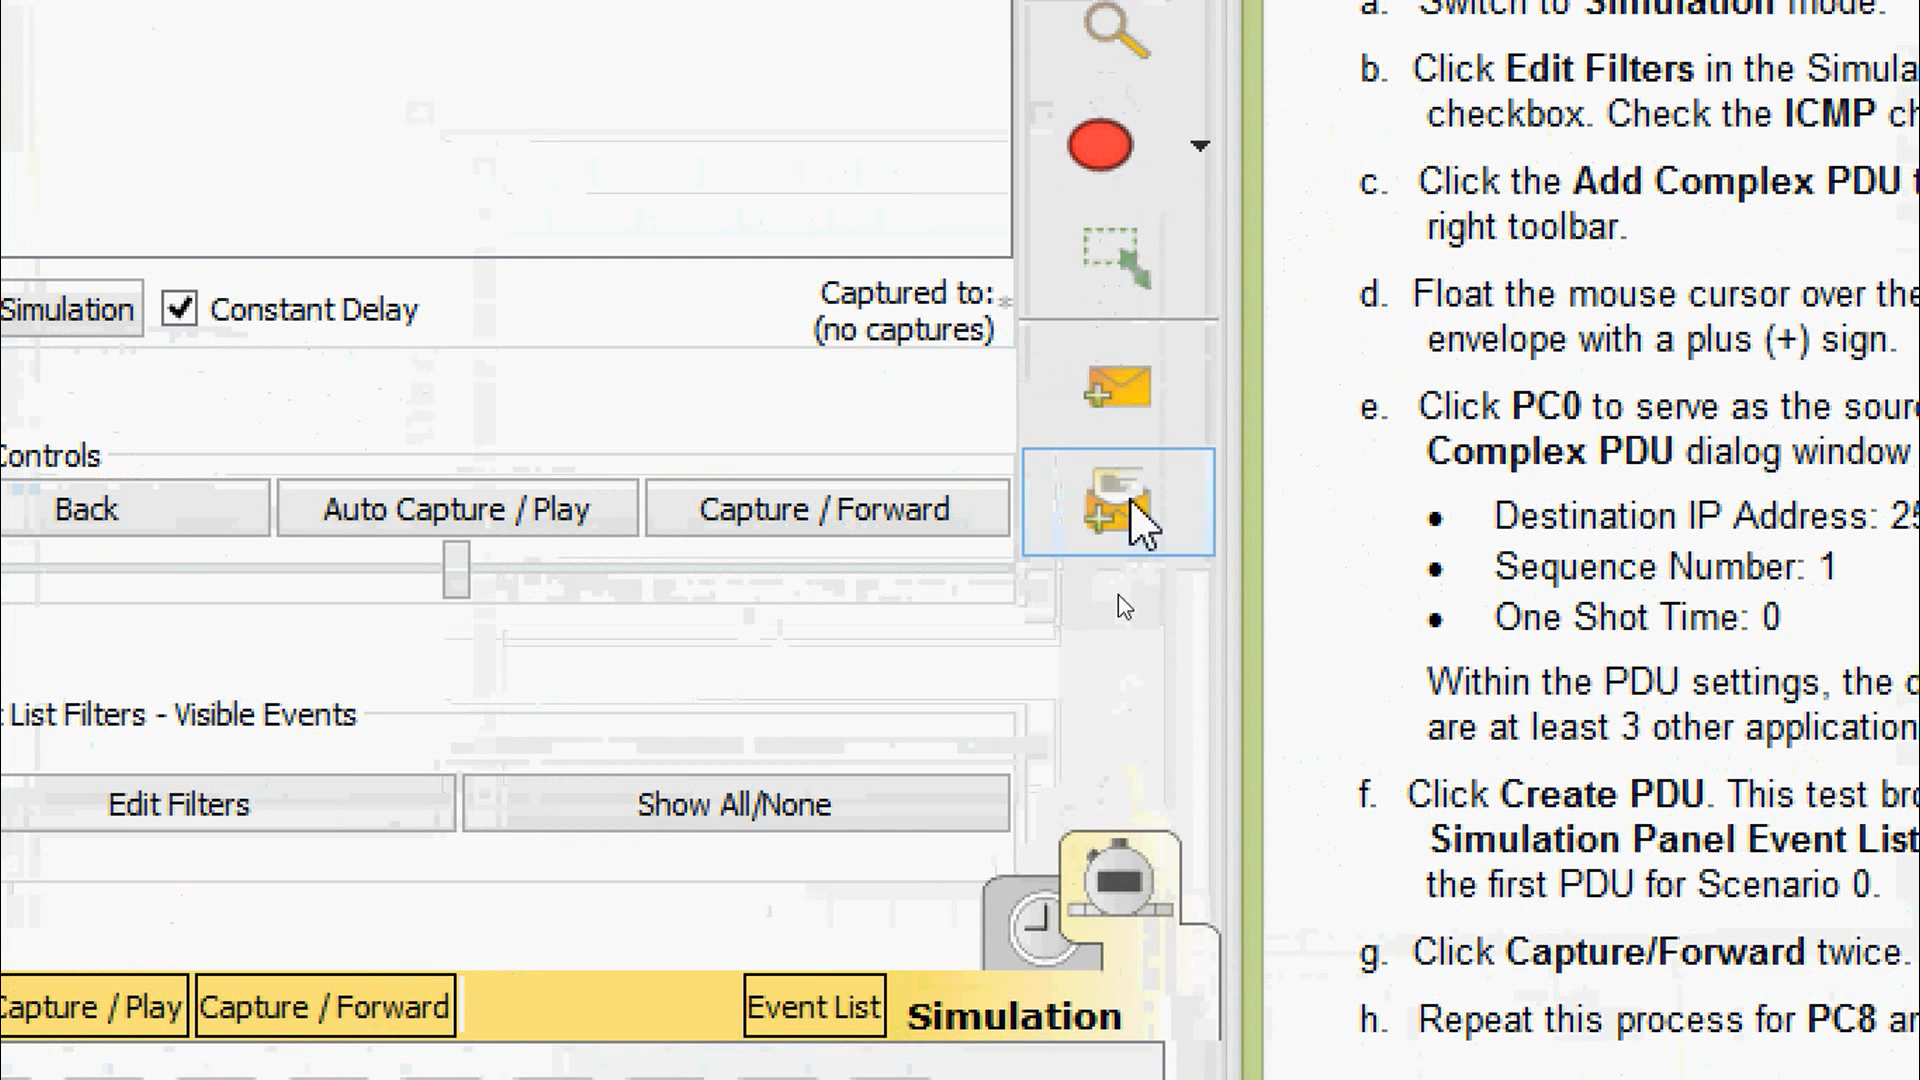 Simulation
Constant Delay
Captured to:
(no captures)
Controls
Back
Auto Capture / Play
Capture / Forward
List Filters - Visible Events
Edit Filters
Show All/None
Capture / Play
Capture / Forward
Event List
Simulation
a. Switch to Simulation mode.
b. Click Edit Filters in the Simula
checkbox. Check the ICMP ch
c. Click the Add Complex PDU t
right toolbar.
d. Float the mouse cursor over the
envelope with a plus (+) sign.
e. Click PC0 to serve as the sour
Complex PDU dialog window
• Destination IP Address: 25
• Sequence Number: 1
• One Shot Time: 0
Within the PDU settings, the d
are at least 3 other application
f. Click Create PDU. This test bro
Simulation Panel Event List
the first PDU for Scenario 0.
g. Click Capture/Forward twice.
h. Repeat this process for PC8 an